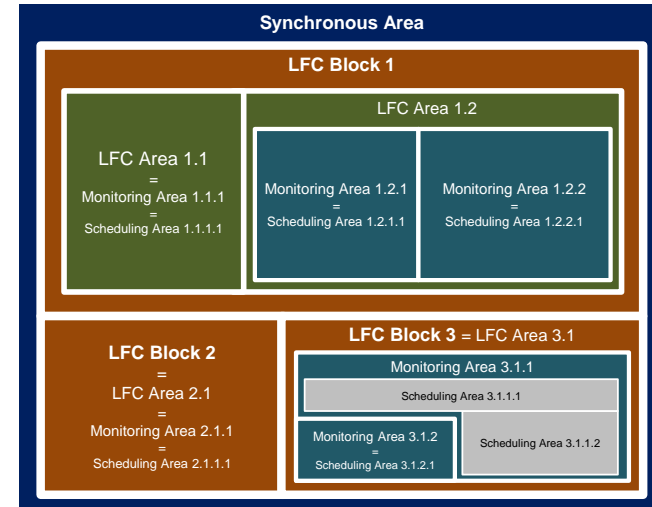 Synchronous Area
LFC Block 1
LFC Area 1.1
=
Monitoring Area 1.1.1
=
Scheduling Area 1.1.1.1
LFC Area 1.2
Monitoring Area 1.2.1
=
Scheduling Area 1.2.1.1
Monitoring Area 1.2.2
=
Scheduling Area 1.2.2.1
LFC Block 2
=
LFC Area 2.1
=
Monitoring Area 2.1.1
=
Scheduling Area 2.1.1.1
LFC Block 3 = LFC Area 3.1
Monitoring Area 3.1.1
Scheduling Area 3.1.1.1
Monitoring Area 3.1.2
=
Scheduling Area 3.1.2.1
Scheduling Area 3.1.1.2